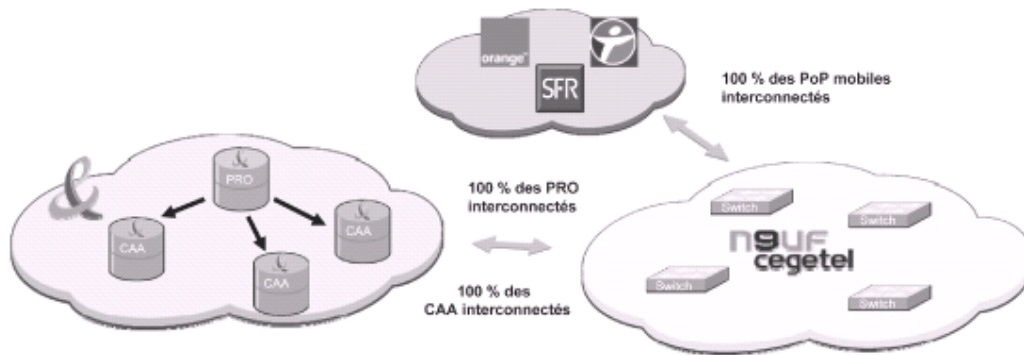 orange™
SFR
100 % des PoP mobiles
interconnectés
PRO
CAA
CAA
CAA
100 % des PRO
interconnectés
100 % des
CAA interconnectés
Switch
Switch
n9uf
cegetel
Switch
Switch